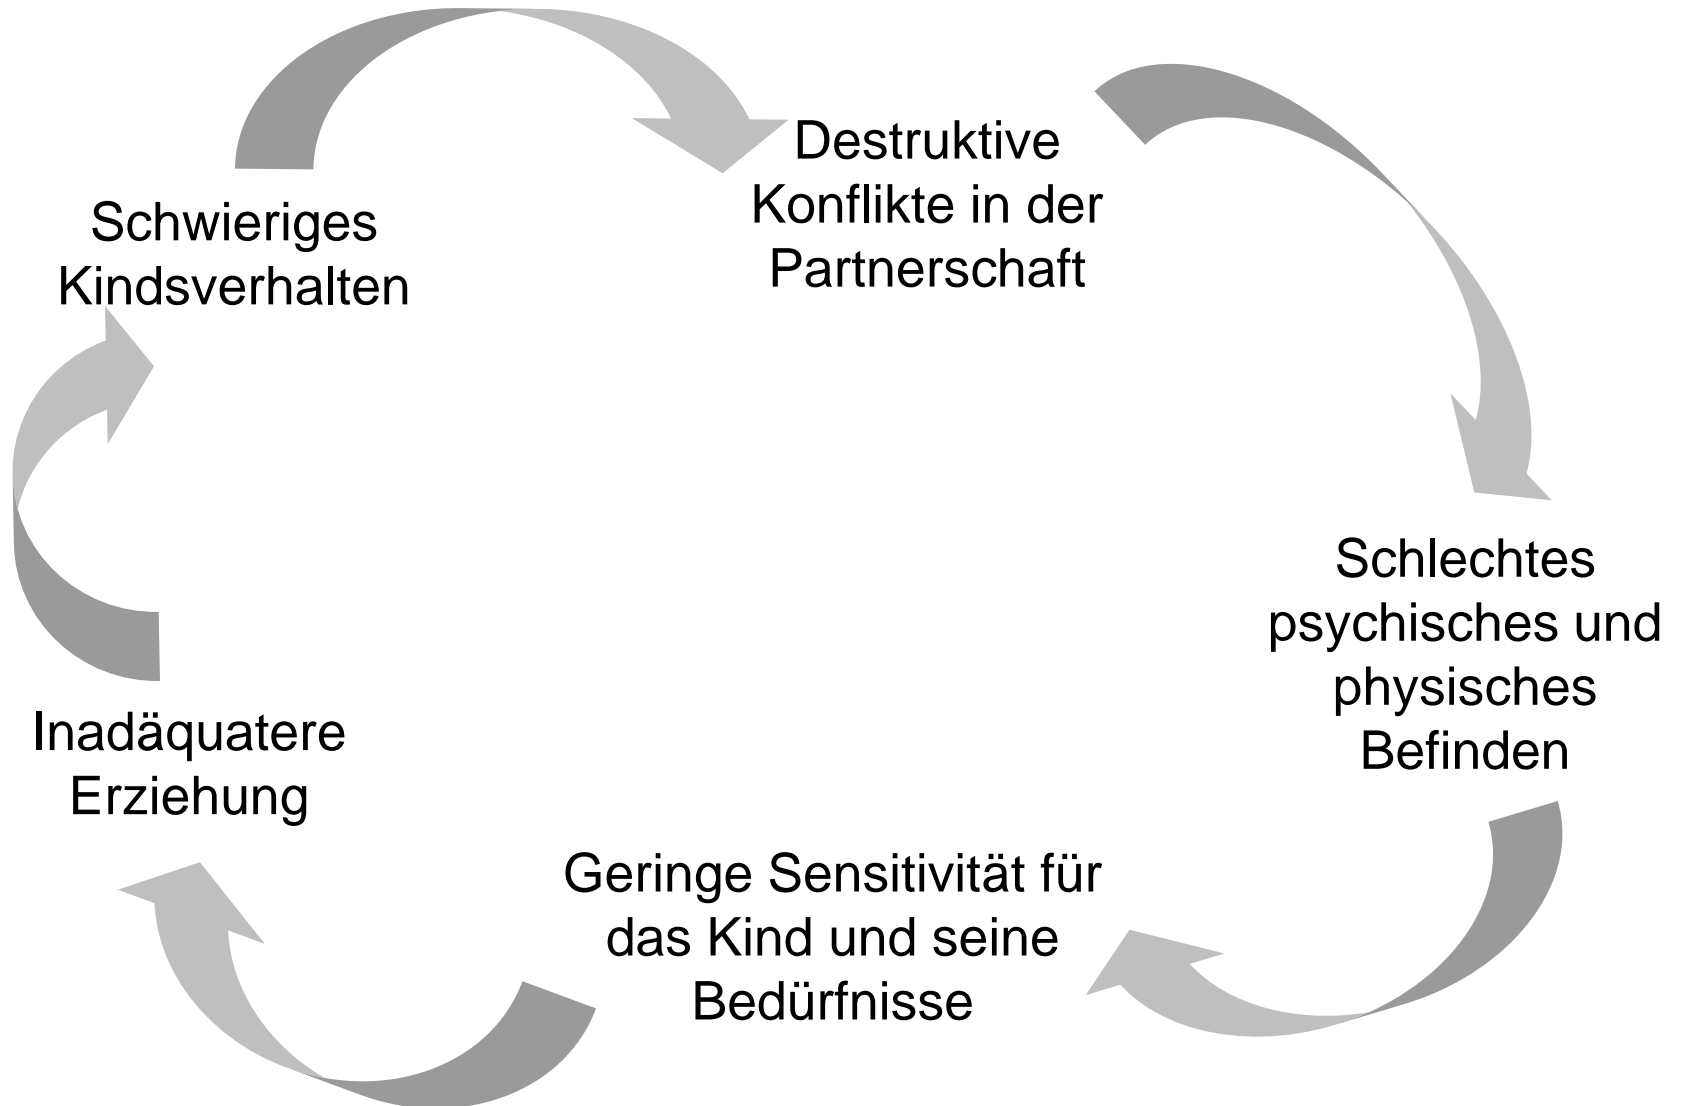 Destruktive
Konflikte in der
Partnerschaft
Schlechtes
psychisches und
physisches
Befinden
Geringe Sensitivität für
das Kind und seine
Bedürfnisse
Inadäquatere
Erziehung
Schwieriges
Kindsverhalten